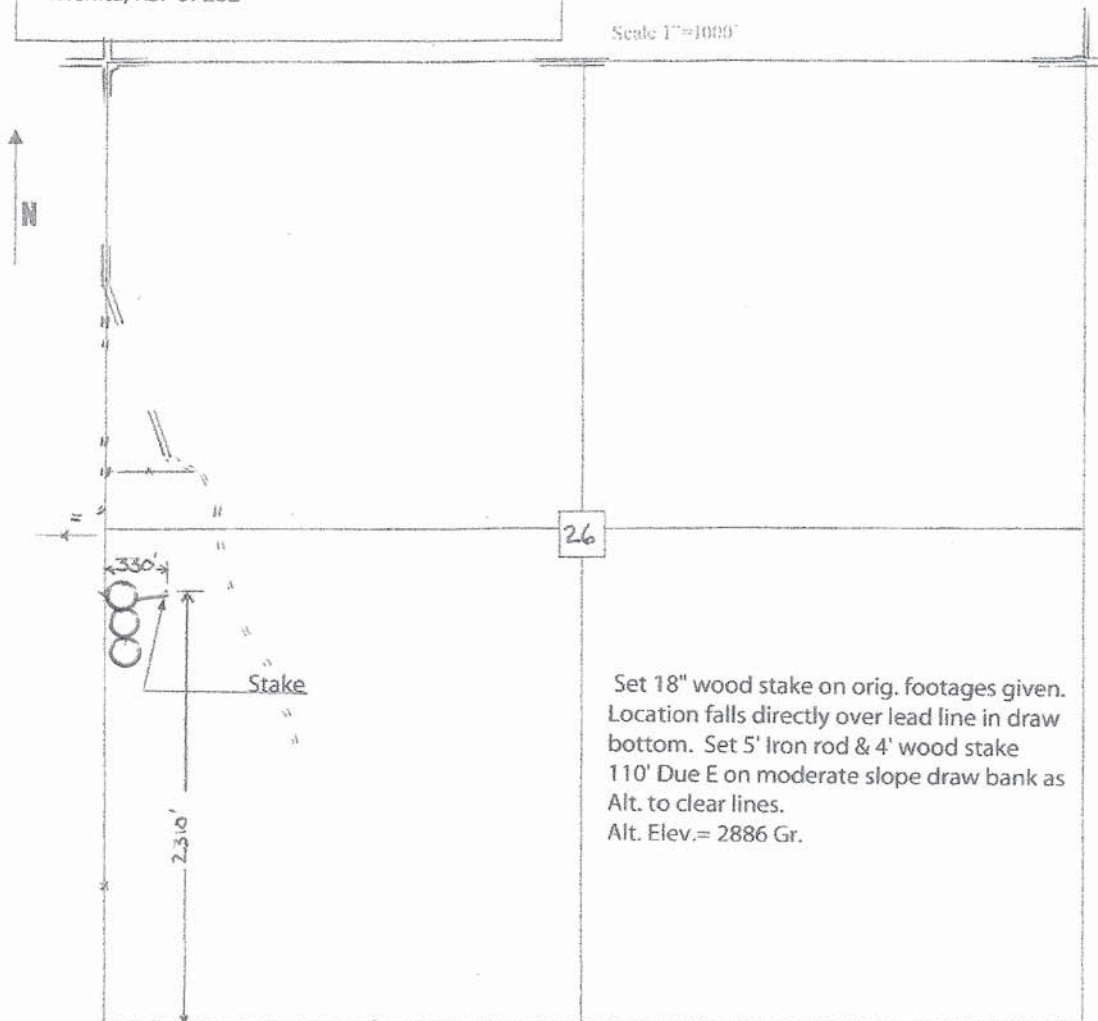 Scale 1"=1000'
N
26
330'
Stake
2310'
Set 18" wood stake on orig. footages given.
Location falls directly over lead line in draw
bottom. Set 5' Iron rod & 4' wood stake
110' Due E on moderate slope draw bank as
Alt. to clear lines.
Alt. Elev.= 2886 Gr.